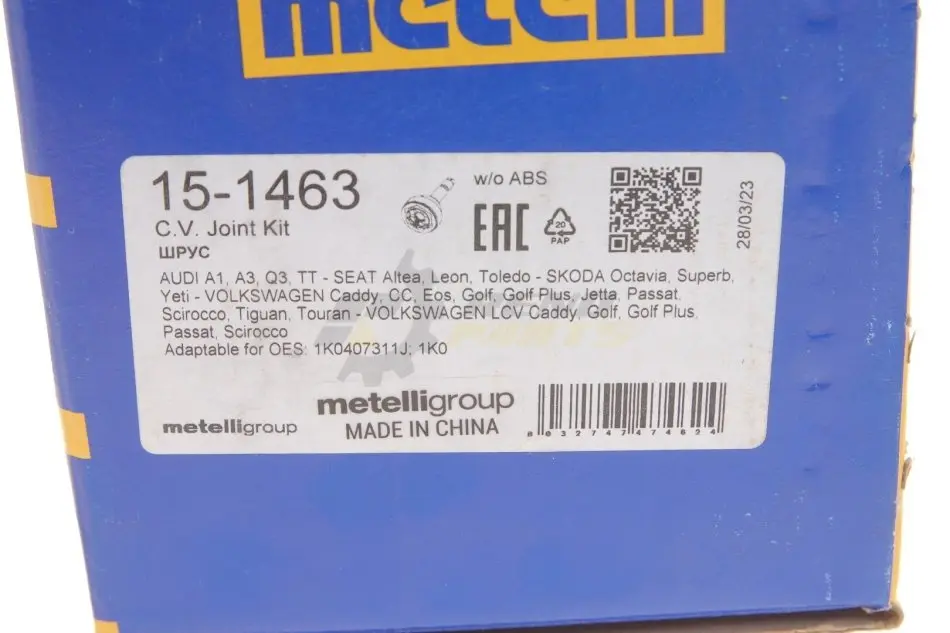 metelli
15-1463
C.V. Joint Kit
ШРУС
w/o ABS
EAC
20
PAP
28/03/23
AUDI A1, A3, Q3, TT - SEAT Altea, Leon, Toledo - SKODA Octavia, Superb,
Yeti - VOLKSWAGEN Caddy, CC, Eos, Golf, Golf Plus, Jetta, Passat,
Scirocco, Tiguan, Touran - VOLKSWAGEN LCV Caddy, Golf, Golf Plus,
Passat, Scirocco
Adaptable for OES: 1K0407311J; 1K0
metelligroup
metelligroup
MADE IN CHINA
8032747474624
PARTS